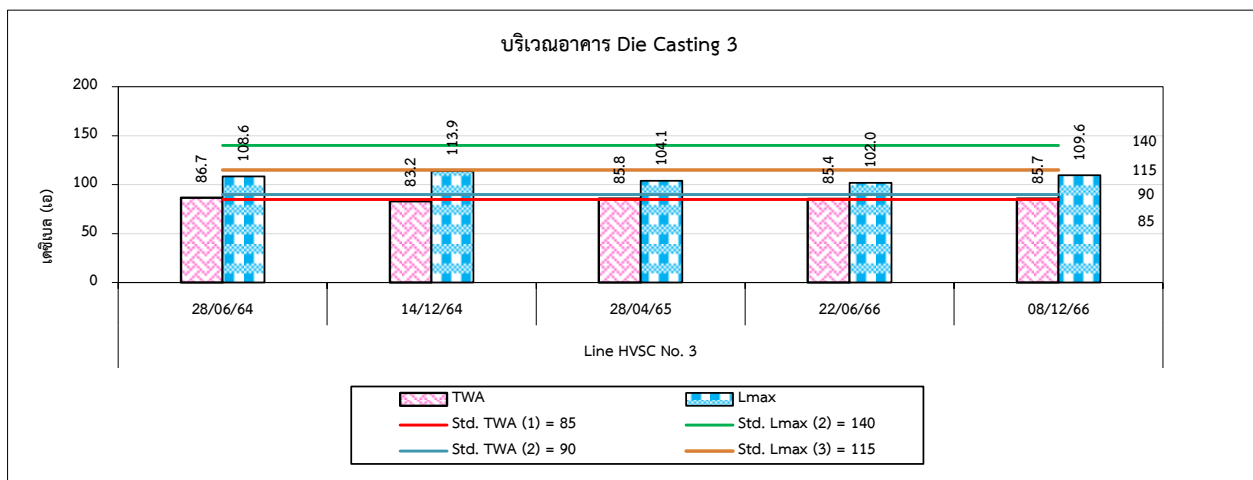 บริเวณอาคาร Die Casting 3
เดซิเบล (เอ)
200
150
100
50
0
86.7
108.6
83.2
113.9
85.8
104.1
85.4
102.0
85.7
109.6
140
115
90
85
28/06/64
14/12/64
28/04/65
22/06/66
08/12/66
Line HVSC No. 3
TWA
Lmax
Std. TWA (1) = 85
Std. Lmax (2) = 140
Std. TWA (2) = 90
Std. Lmax (3) = 115